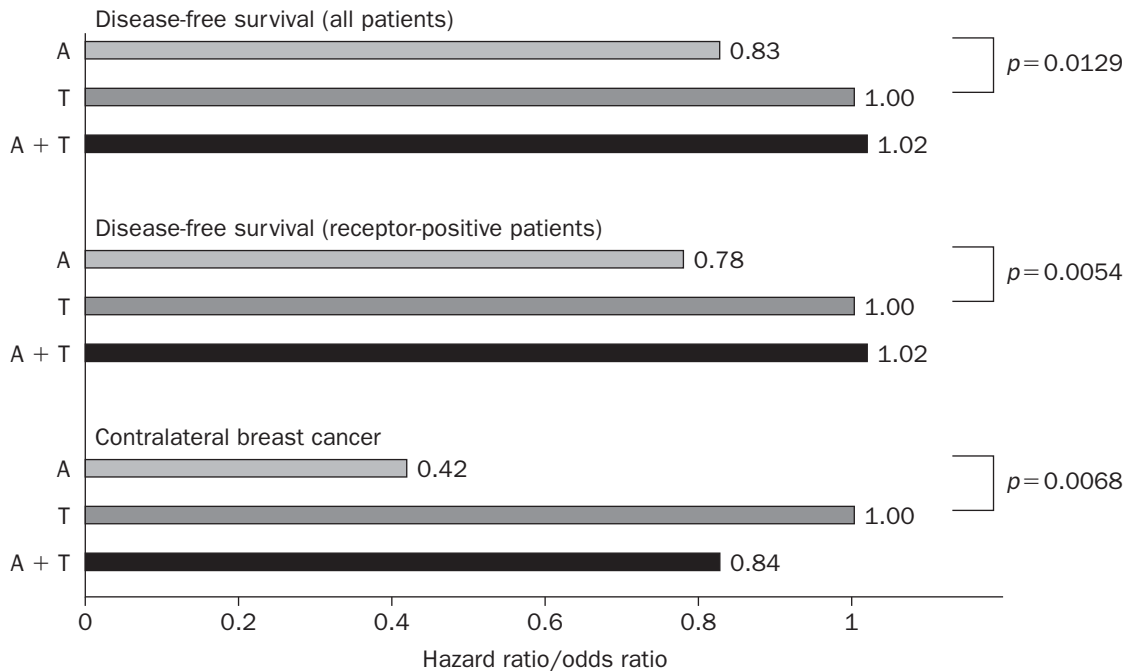 Disease-free survival (all patients)
A 0.83
p=0.0129
T 1.00
A + T 1.02
Disease-free survival (receptor-positive patients)
A 0.78
p=0.0054
T 1.00
A + T 1.02
Contralateral breast cancer
A 0.42
p=0.0068
T 1.00
A + T 0.84
0 0.2 0.4 0.6 0.8 1
Hazard ratio/odds ratio